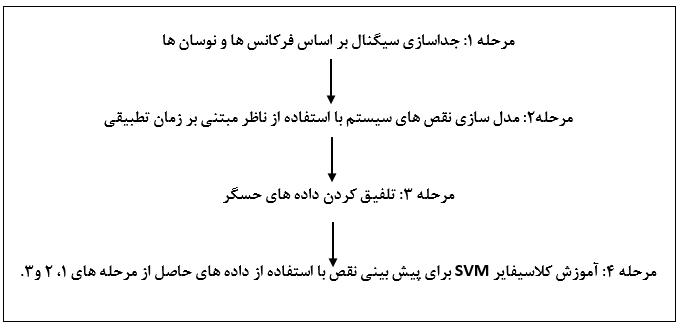 مرحله ۱: جداسازی سیگنال بر اساس فرکانس ها و نوسان ها
مرحله۲: مدل سازی نقص های سیستم با استفاده از ناظر مبتنی بر زمان تطبیقی
مرحله ۳: تلفیق کردن داده های حسگر
مرحله ۴: آموزش کلاسیفایر SVM برای پیش بینی نقص با استفاده از داده های حاصل از مرحله های ۱، ۲ و۳.